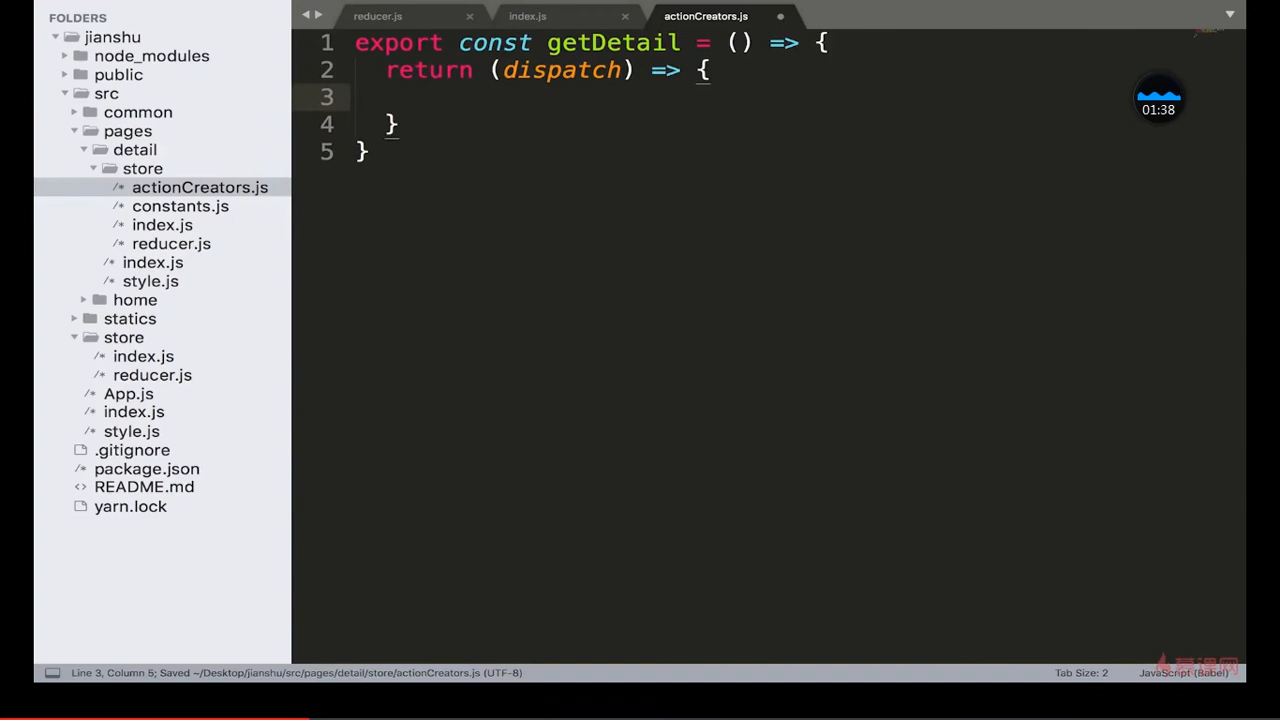 FOLDERS
jianshu
node_modules
public
src
common
pages
detail
store
/* actionCreators.js
/* constants.js
/* index.js
/* reducer.js
/* index.js
/* style.js
home
statics
store
/* index.js
/* reducer.js
/* App.js
/* index.js
/* style.js
.gitignore
/* package.json
<> README.md
yarn.lock
reducer.js
index.js
actionCreators.js
1 export const getDetail = () => {
2 return (dispatch) => {
3
4 }
5 }
01:38
Line 3, Column 5; Saved ~/Desktop/jianshu/src/pages/detail/store/actionCreators.js (UTF-8)
Tab Size: 2
JavaScript (Babel)
慕课网